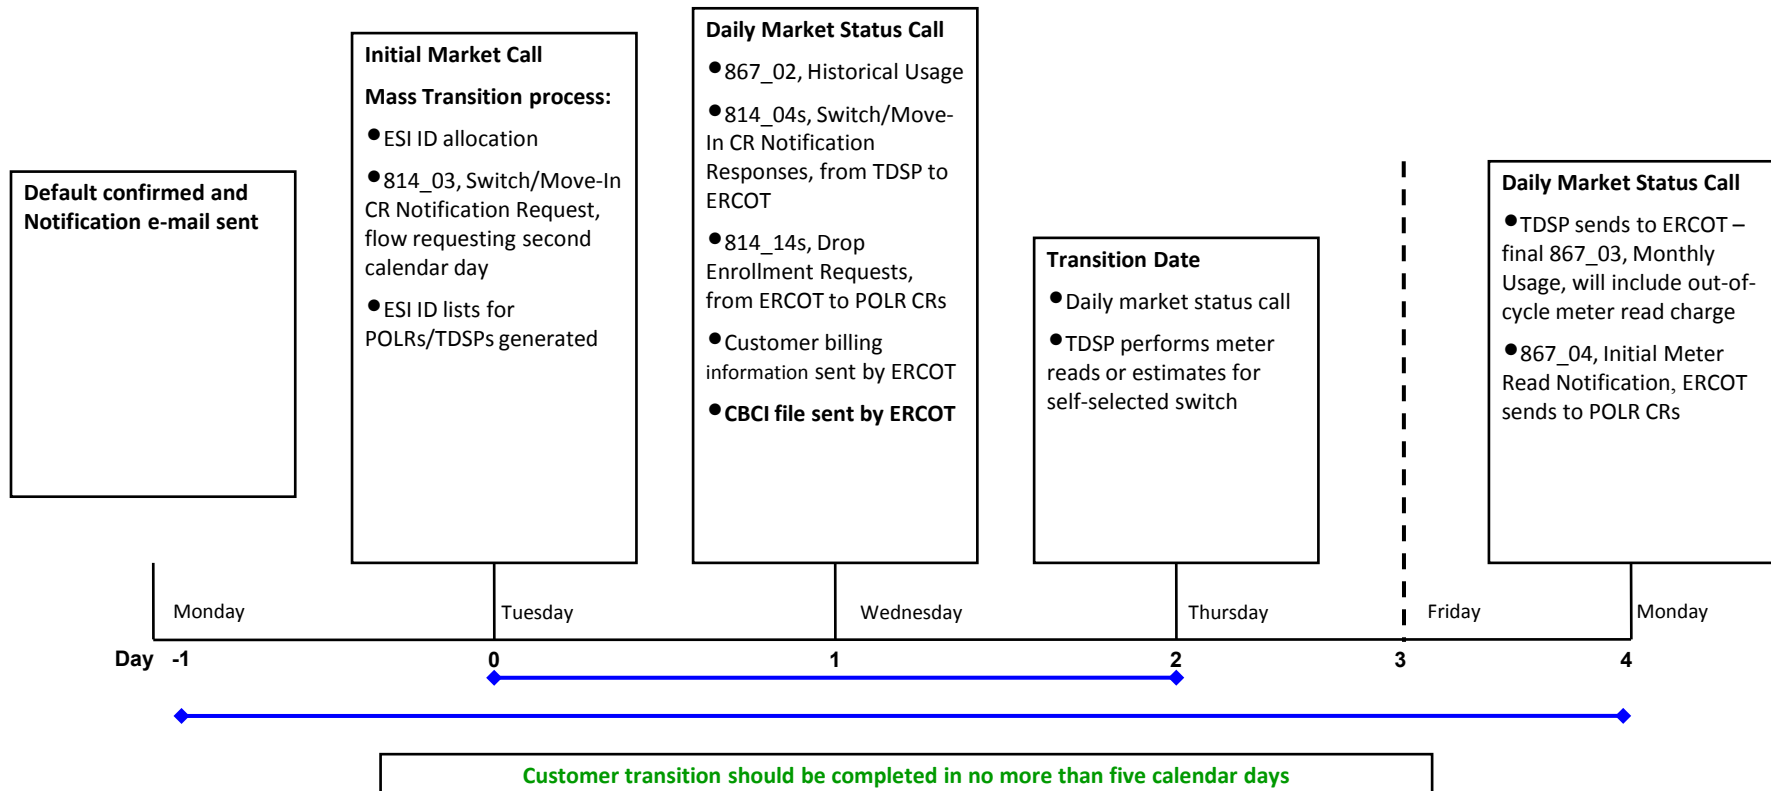 Default confirmed and
Notification e-mail sent
Initial Market Call
Mass Transition process:
●ESI ID allocation
●814_03, Switch/Move-In
CR Notification Request,
flow requesting second
calendar day
●ESI ID lists for
POLRs/TDSPs generated
Daily Market Status Call
●867_02, Historical Usage
●814_04s, Switch/Move-
In CR Notification
Responses, from TDSP to
ERCOT
●814_14s, Drop
Enrollment Requests,
from ERCOT to POLR CRs
●Customer billing
information sent by ERCOT
●CBCI file sent by ERCOT
Transition Date
●Daily market status call
●TDSP performs meter
reads or estimates for
self-selected switch
Daily Market Status Call
●TDSP sends to ERCOT –
final 867_03, Monthly
Usage, will include out-of-
cycle meter read charge
●867_04, Initial Meter
Read Notification, ERCOT
sends to POLR CRs
Monday Tuesday Wednesday Thursday Friday Monday
Day -1 0 1 2 3 4
Customer transition should be completed in no more than five calendar days